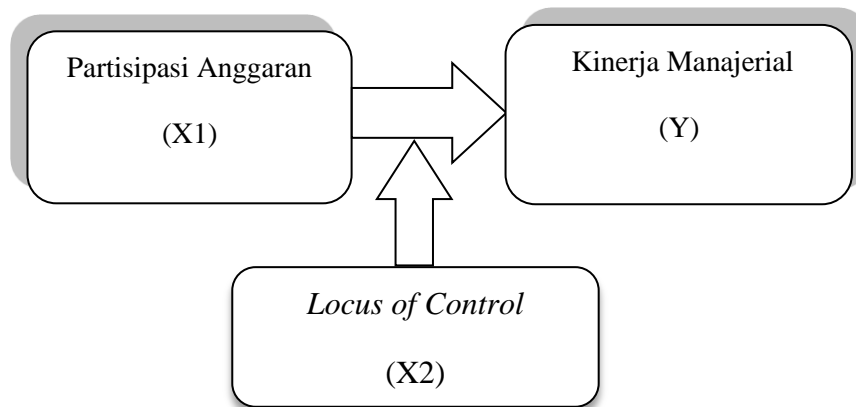 Partisipasi Anggaran
(X1)
Kinerja Manajerial
(Y)
Locus of Control
(X2)